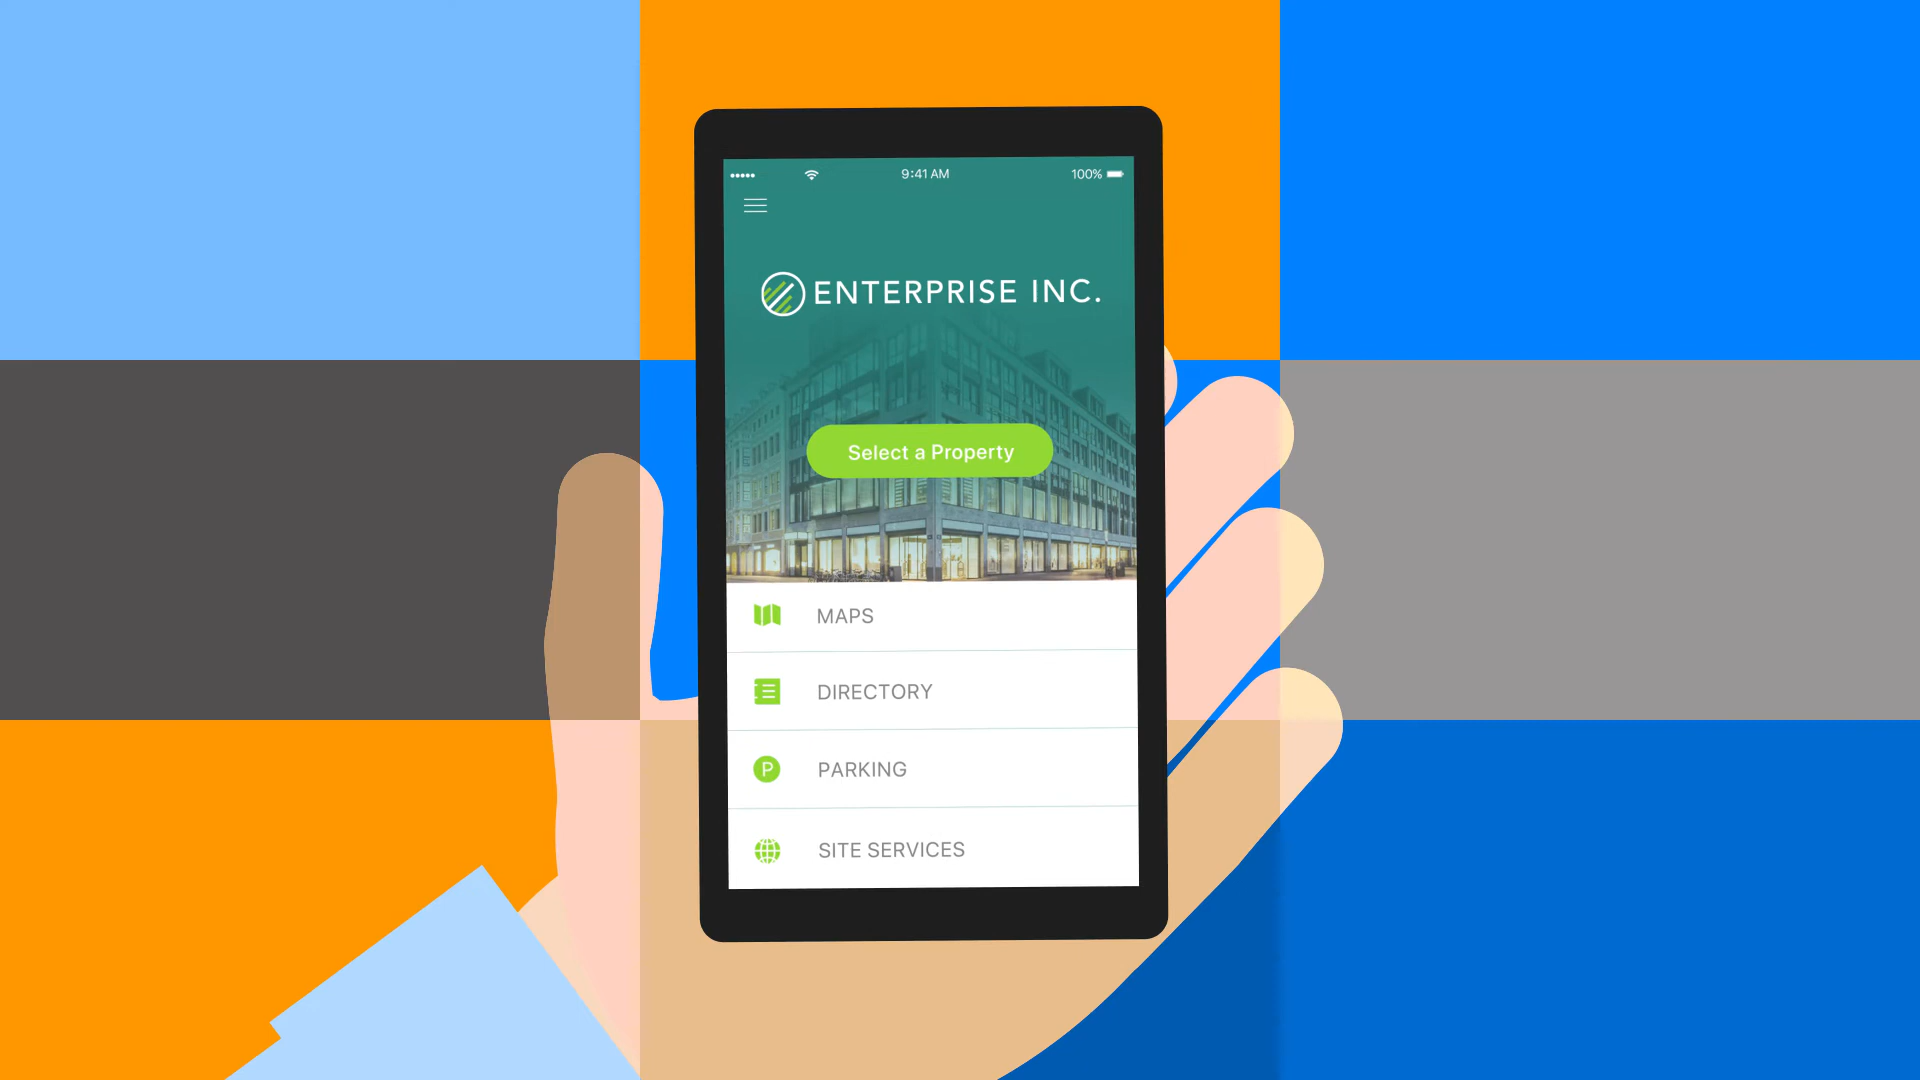 9:41 AM
100%
ENTERPRISE INC.
Select a Property
MAPS
DIRECTORY
P
PARKING
SITE SERVICES